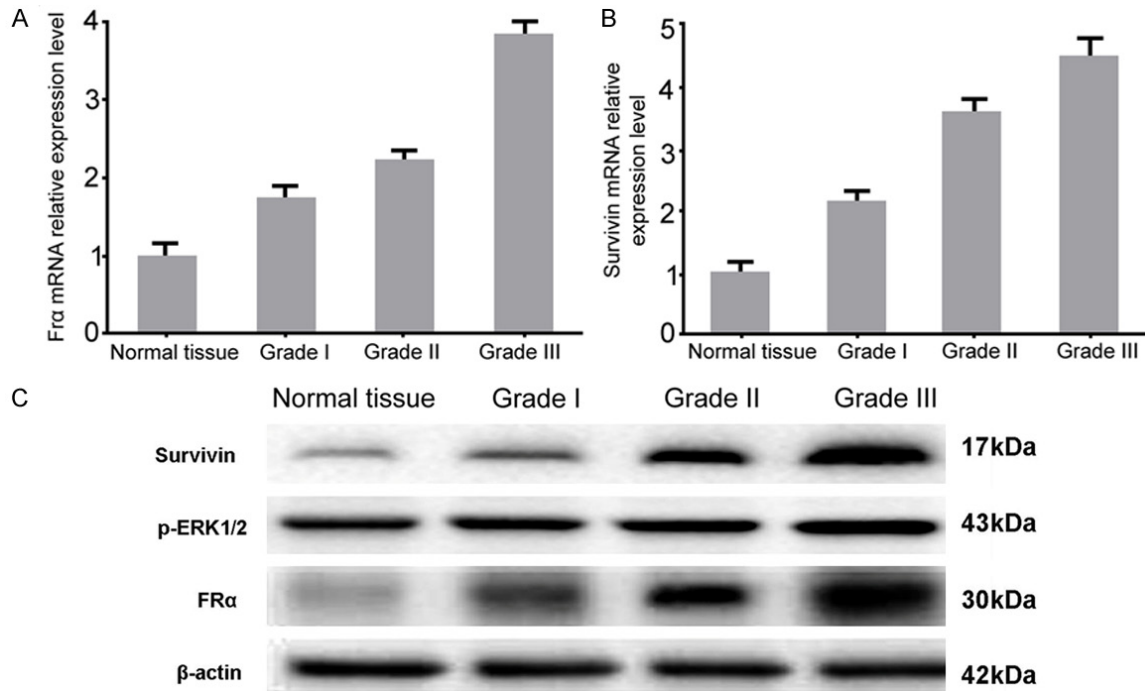 A
Frα mRNA relative expression level
4
3
2
1
0
Normal tissue
Grade I
Grade II
Grade III
B
Survivin mRNA relative
expression level
5
4
3
2
1
0
Normal tissue
Grade I
Grade II
Grade III
C
Normal tissue
Grade I
Grade II
Grade III
Survivin
17kDa
p-ERK1/2
43kDa
FRα
30kDa
β-actin
42kDa